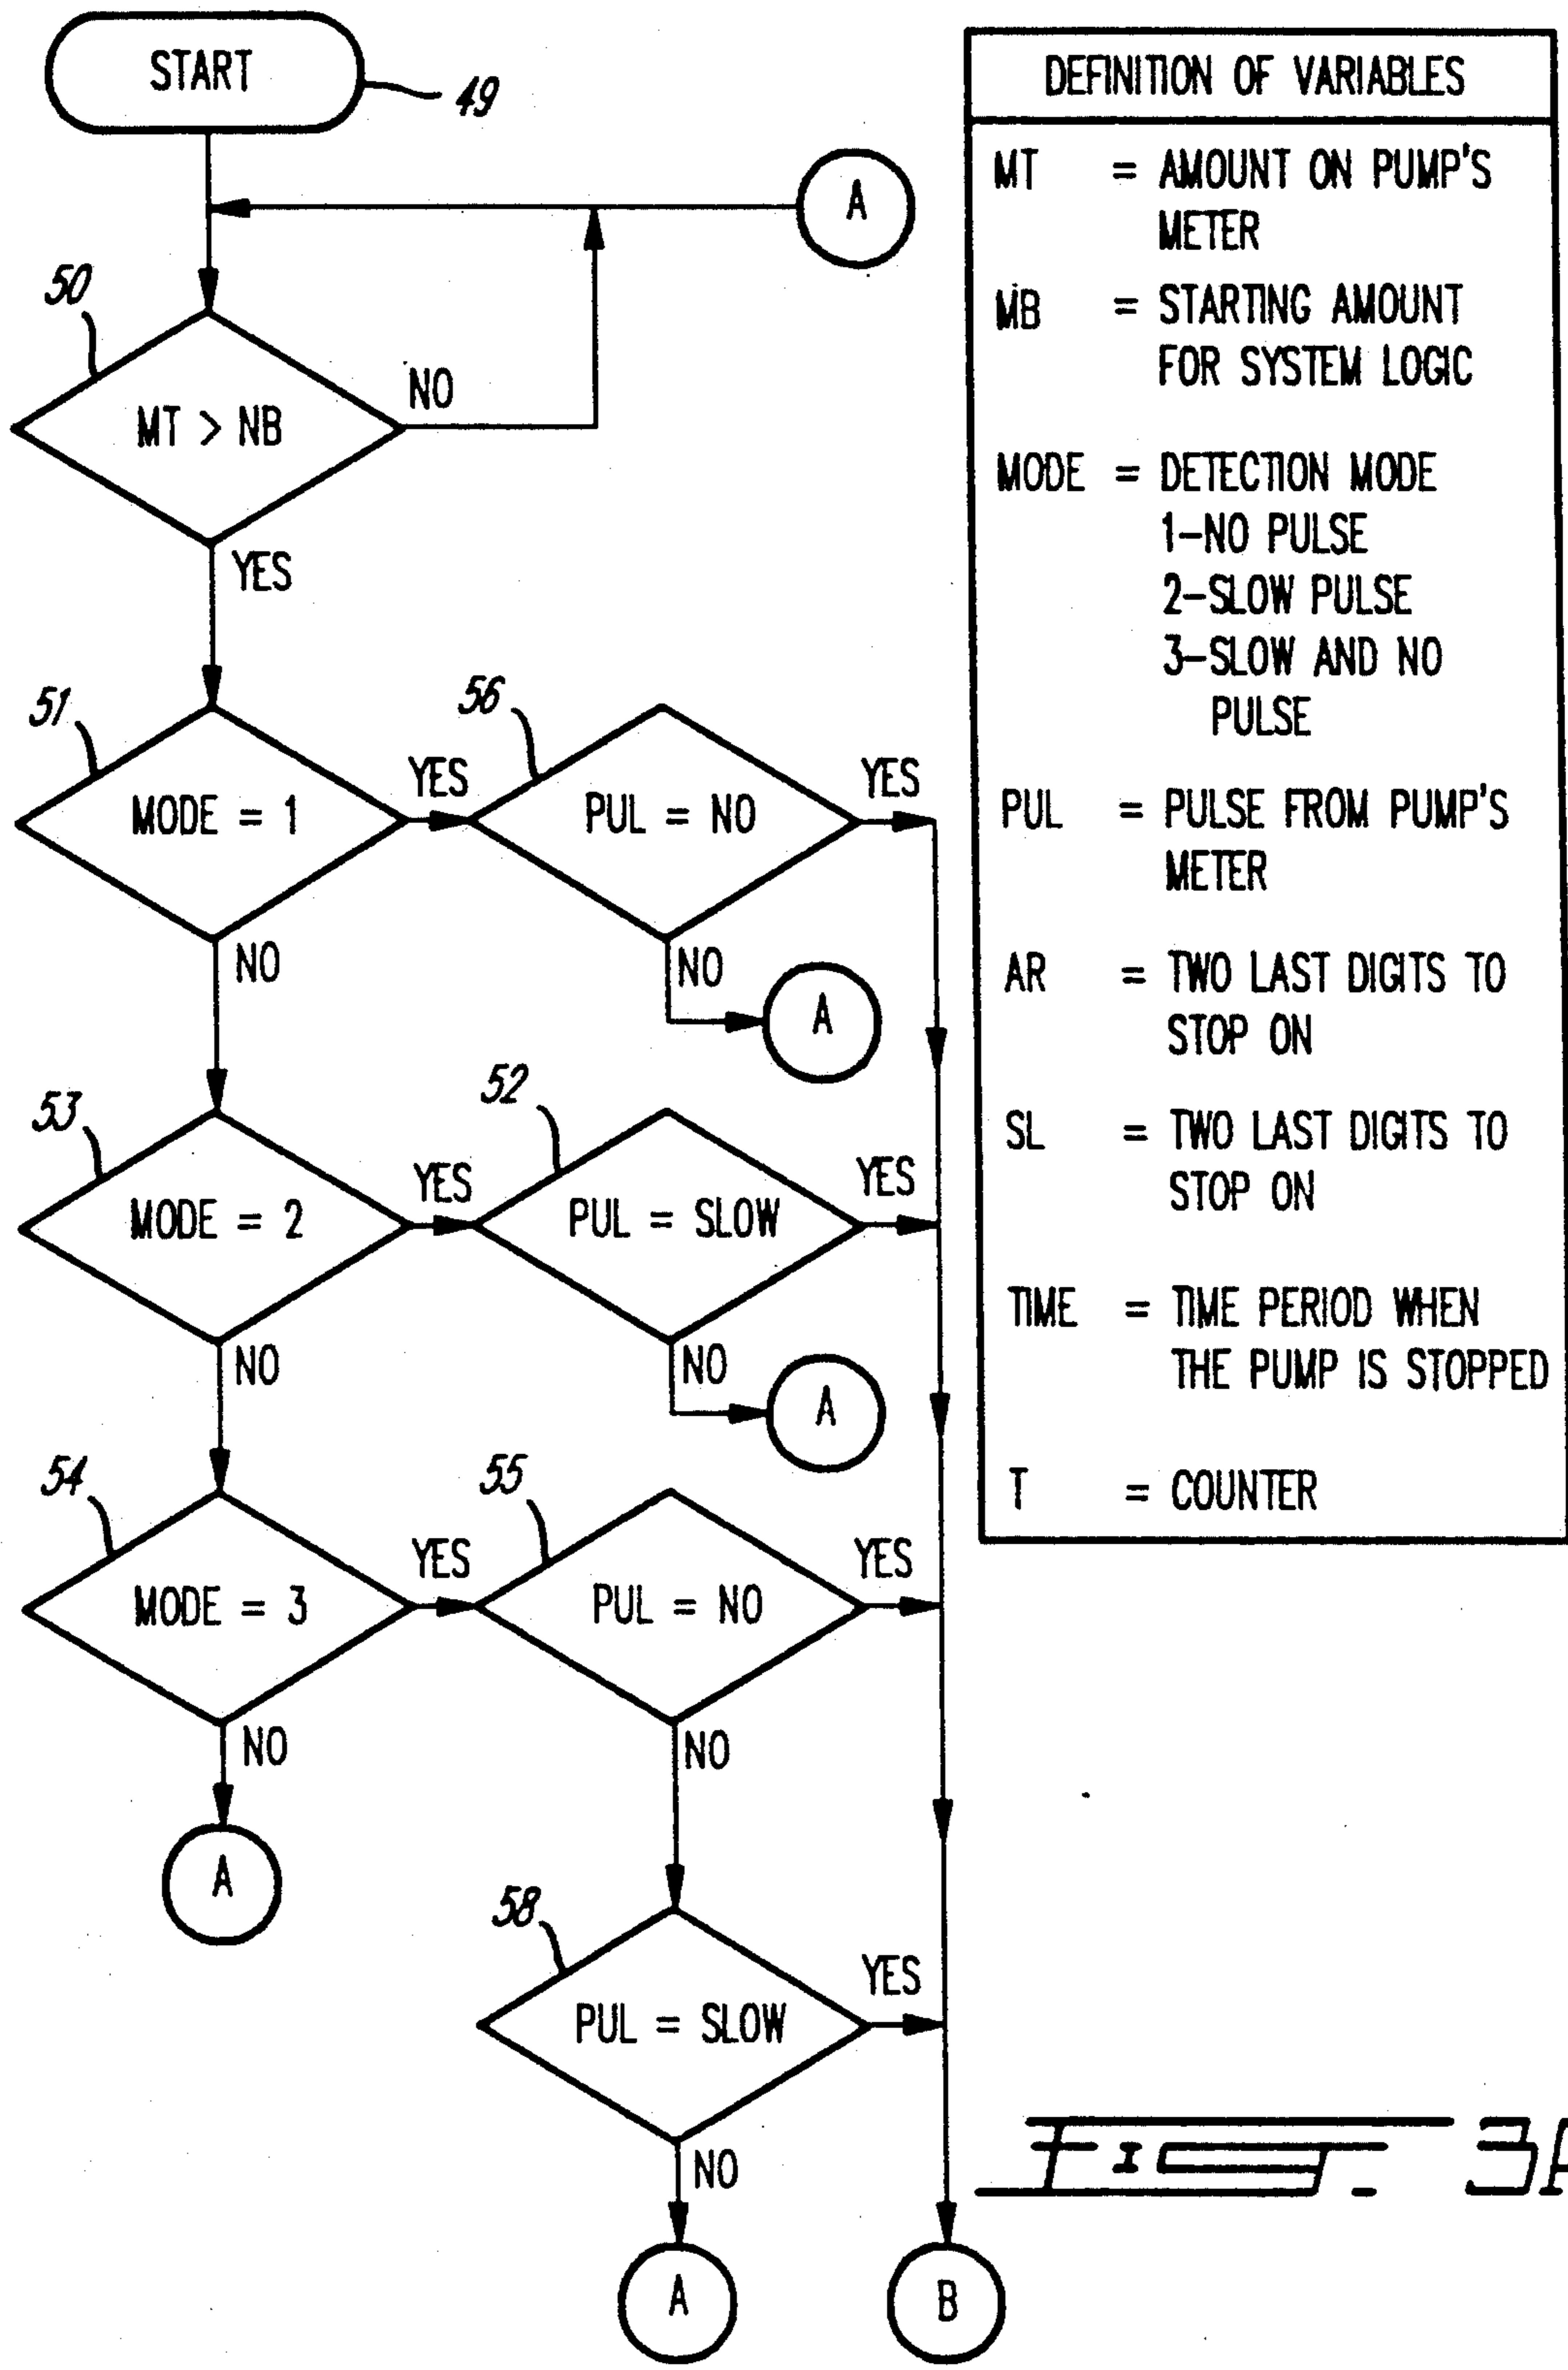 START
49
A
50
MT > NB
NO
YES
51
MODE = 1
YES
56
PUL = NO
YES
NO
NO
A
53
MODE = 2
YES
52
PUL = SLOW
YES
NO
NO
A
54
MODE = 3
YES
55
PUL = NO
YES
NO
NO
A
58
PUL = SLOW
YES
NO
A
B
DEFINITION OF VARIABLES
MT = AMOUNT ON PUMP'S
METER
MB = STARTING AMOUNT
FOR SYSTEM LOGIC
MODE = DETECTION MODE
1-NO PULSE
2-SLOW PULSE
3-SLOW AND NO
PULSE
PUL = PULSE FROM PUMP'S
METER
AR = TWO LAST DIGITS TO
STOP ON
SL = TWO LAST DIGITS TO
STOP ON
TIME = TIME PERIOD WHEN
THE PUMP IS STOPPED
T = COUNTER
FIG. 3A